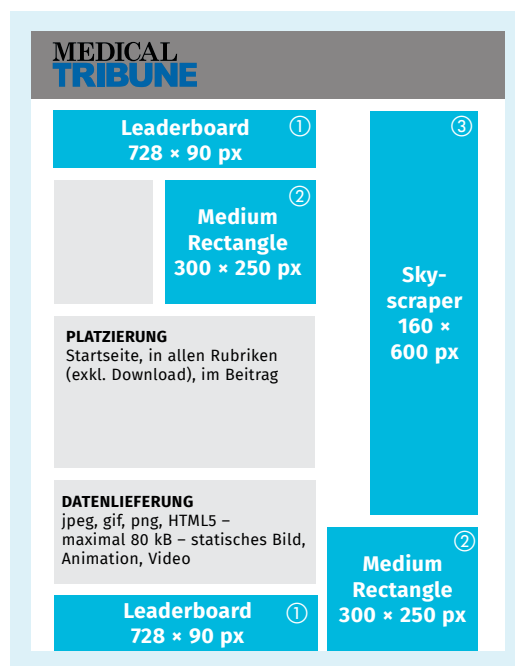 MEDICAL
TRIBUNE
Leaderboard ①
728 × 90 px
②
Medium
Rectangle
300 × 250 px
PLATZIERUNG
Startseite, in allen Rubriken
(exkl. Download), im Beitrag
DATENLIEFERUNG
jpeg, gif, png, HTML5 –
maximal 80 kB – statisches Bild,
Animation, Video
Leaderboard ①
728 × 90 px
③
Sky-
scraper
160 ×
600 px
②
Medium
Rectangle
300 × 250 px